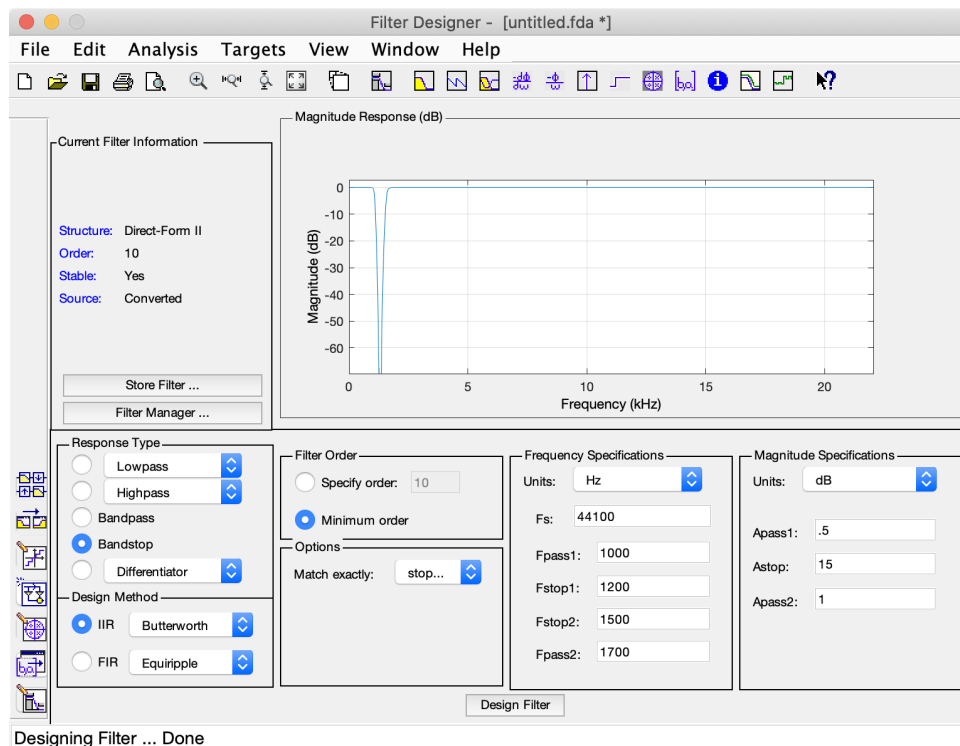 Filter Designer - [untitled.fda *]
File Edit Analysis Targets View Window Help
Current Filter Information
Structure: Direct-Form II
Order: 10
Stable: Yes
Source: Converted
Store Filter ...
Filter Manager ...
Magnitude Response (dB)
Magnitude (dB)
0
-10
-20
-30
-40
-50
-60
0 5 10 15 20
Frequency (kHz)
Response Type
Lowpass
Highpass
Bandpass
Bandstop
Differentiator
Design Method
IIR Butterworth
FIR Equiripple
Filter Order
Specify order: 10
Minimum order
Options
Match exactly: stop...
Frequency Specifications
Units: Hz
Fs: 44100
Fpass1: 1000
Fstop1: 1200
Fstop2: 1500
Fpass2: 1700
Magnitude Specifications
Units: dB
Apass1: .5
Astop: 15
Apass2: 1
Design Filter
Designing Filter ... Done